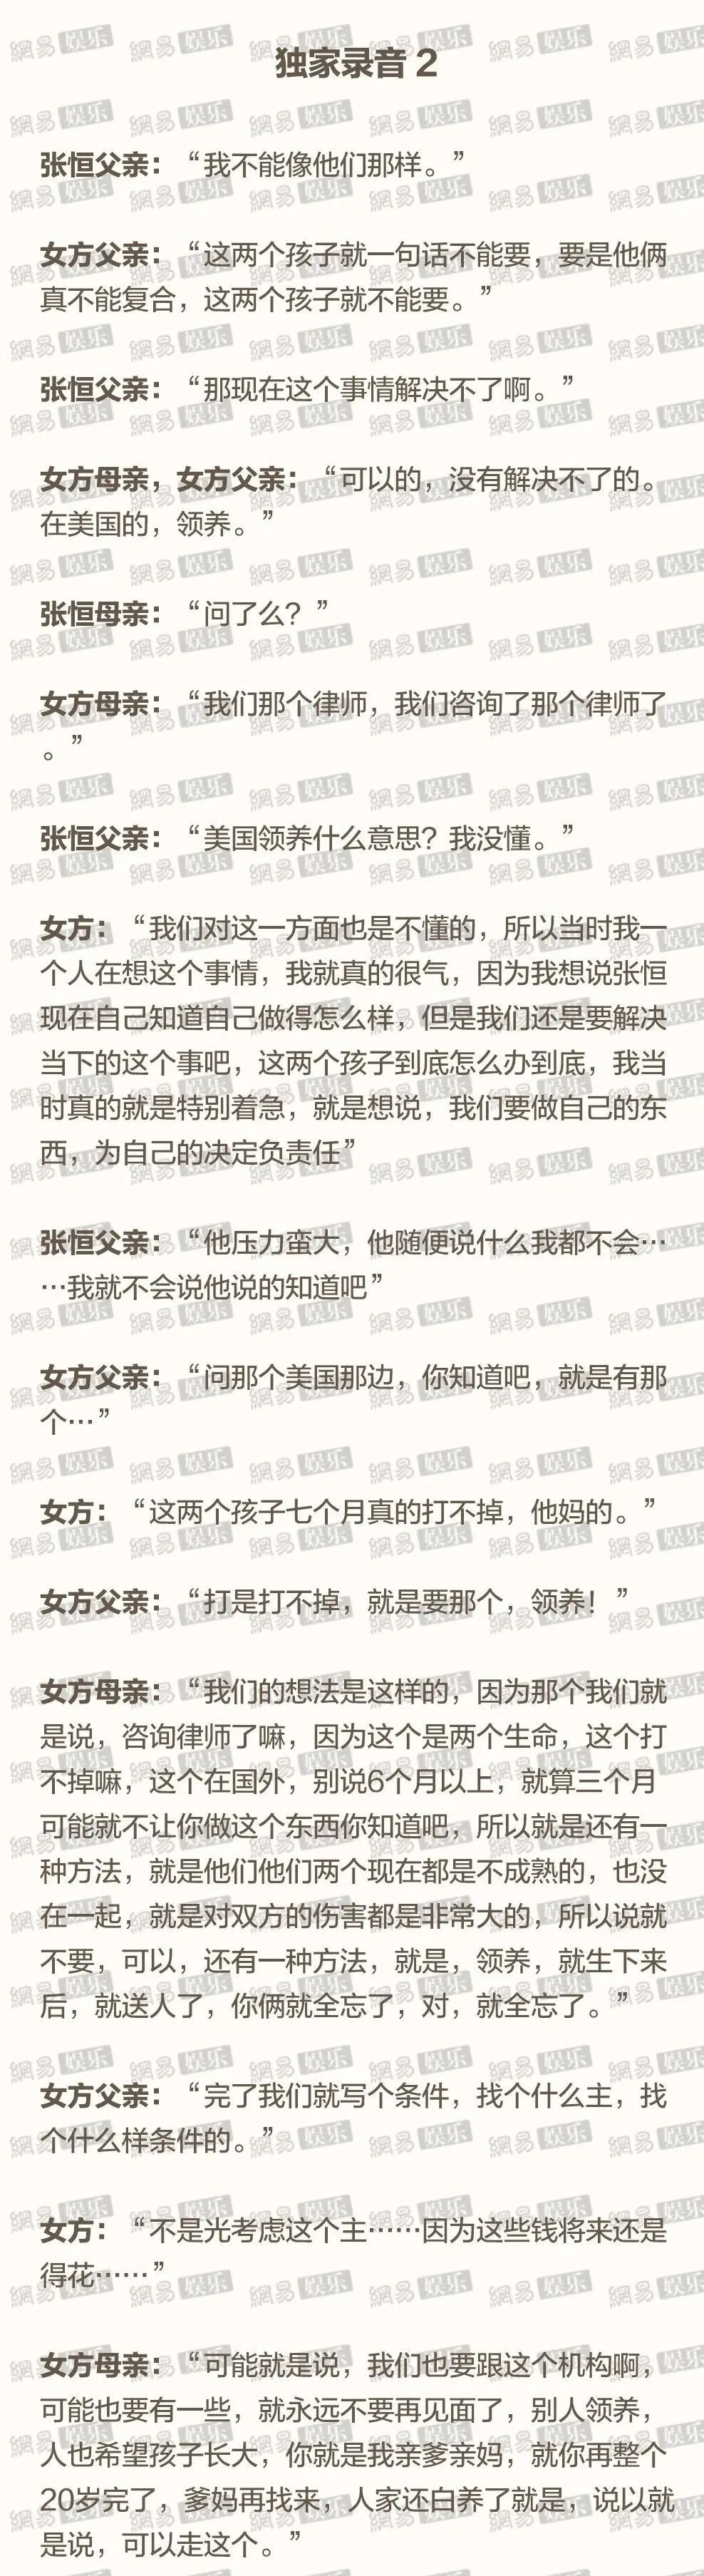 独家录音 2
张恒父亲：“我不能像他们那样。”
女方父亲：“这两个孩子就一句话不能要，要是他俩
真不能复合，这两个孩子就不能要。”
张恒父亲：“那现在这个事情解决不了啊。”
女方母亲，女方父亲：“可以的，没有解决不了的。
在美国的，领养。”
张恒母亲：“问了么？”
女方母亲：“我们那个律师，我们咨询了那个律师了
。”
张恒父亲：“美国领养什么意思？我没懂。”
女方：“我们对这一方面也是不懂的，所以当时我一
个人在想这个事情，我就真的很气，因为我想说张恒
现在自己知道自己做得怎么样，但是我们还是要解决
当下的这个事吧，这两个孩子到底怎么办到底，我当
时真的就是特别着急，就是想说，我们要做自己的东
西，为自己的决定负责任”
张恒父亲：“他压力蛮大，他随便说什么我都不会…
…我就不会说他说的知道吧”
女方父亲：“问那个美国那边，你知道吧，就是有那
个…”
女方：“这两个孩子七个月真的打不掉，他妈的。”
女方父亲：“打是打不掉，就是要那个，领养！”
女方母亲：“我们的想法是这样的，因为那个我们就
是说，咨询律师了嘛，因为这个是两个生命，这个打
不掉嘛，这个在国外，别说6个月以上，就算三个月
可能就不让你做这个东西你知道吧，所以就是还有一
种方法，就是他们他们两个现在都是不成熟的，也没
在一起，就是对双方的伤害都是非常大的，所以说就
不要，可以，还有一种方法，就是，领养，就生下来
后，就送人了，你俩就全忘了，对，就全忘了。”
女方父亲：“完了我们就写个条件，找个什么主，找
个什么样条件的。”
女方：“不是光考虑这个主……因为这些钱将来还是
得花……”
女方母亲：“可能就是说，我们也要跟这个机构啊，
可能也要有一些，就永远不要再见面了，别人领养，
人也希望孩子长大，你就是我亲爹亲妈，就你再整个
20岁完了，爹妈再找来，人家还白养了就是，说以就
是说，可以走这个。”
網易娱乐